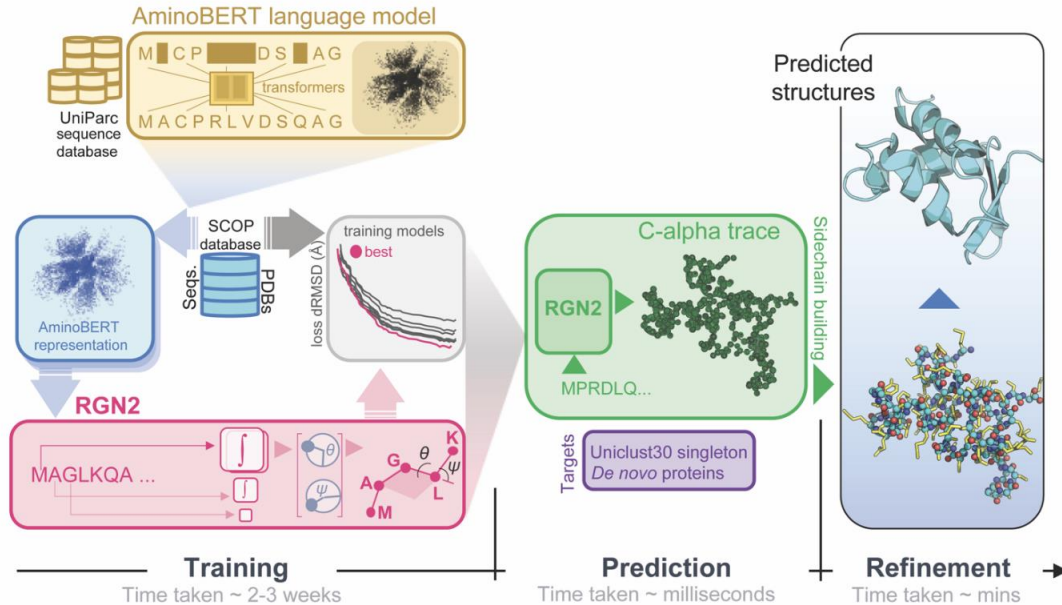 AminoBERT language model
M CP DS AG
transformers
MACPRLVDSQAG
UniParc
sequence
database
SCOP
database
Seqs.
PDBs
AminoBERT
representation
training models
best
loss dRMSD (Å)
RGN2
MAGLKQA ...
∫
∫
θ
ψ
M
A
G
L
K
θ
ψ
C-alpha trace
RGN2
MPRDLQ...
Targets
Uniclust30 singleton
De novo proteins
Sidechain building
Predicted
structures
Training
Time taken ~ 2-3 weeks
Prediction
Time taken ~ milliseconds
Refinement
Time taken ~ mins